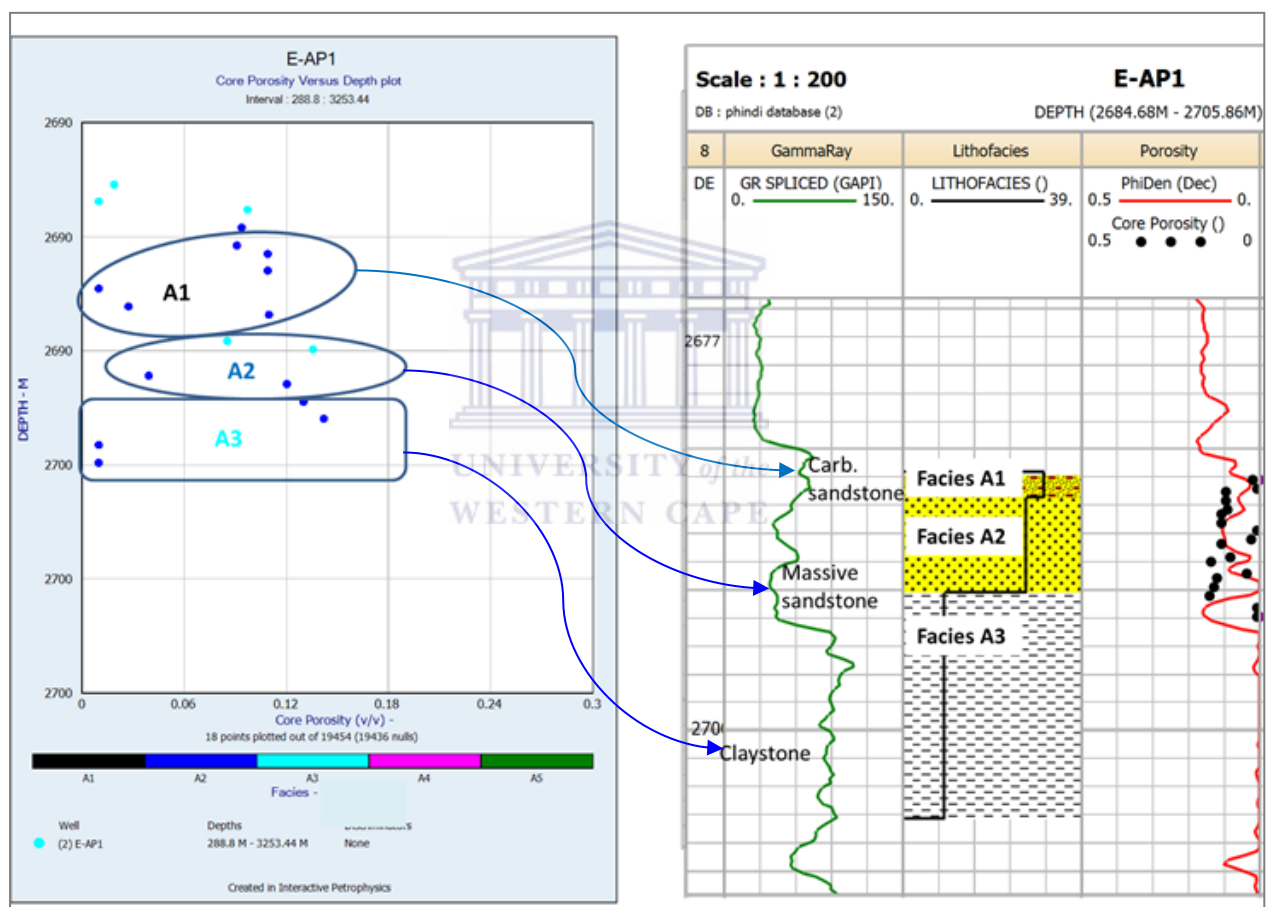 E-AP1
Core Porosity Versus Depth plot
Interval : 288.8 : 3253.44
2690
2690
2690
2700
2700
2700
DEPTH - M
A1
A2
A3
0 0.06 0.12 0.18 0.24 0.3
Core Porosity (v/v) -
18 points plotted out of 19454 (19436 nulls)
A1 A2 A3 A4 A5
Facies -
Well Depths
(2) E-AP1 288.8 M - 3253.44 M None
Created in Interactive Petrophysics
UNIVERSITY of the
WESTERN CAPE
Scale : 1 : 200 E-AP1
DB : phindi database (2) DEPTH (2684.68M - 2705.86M)
8 GammaRay Lithofacies Porosity
DE GR SPLICED (GAPI) LITHOFACIES () PhiDen (Dec)
0. 150. 0. 39. 0.5 0.
Core Porosity ()
0.5 0
2677
Carb.
sandstone
Massive
sandstone
270
Claystone
Facies A1
Facies A2
Facies A3